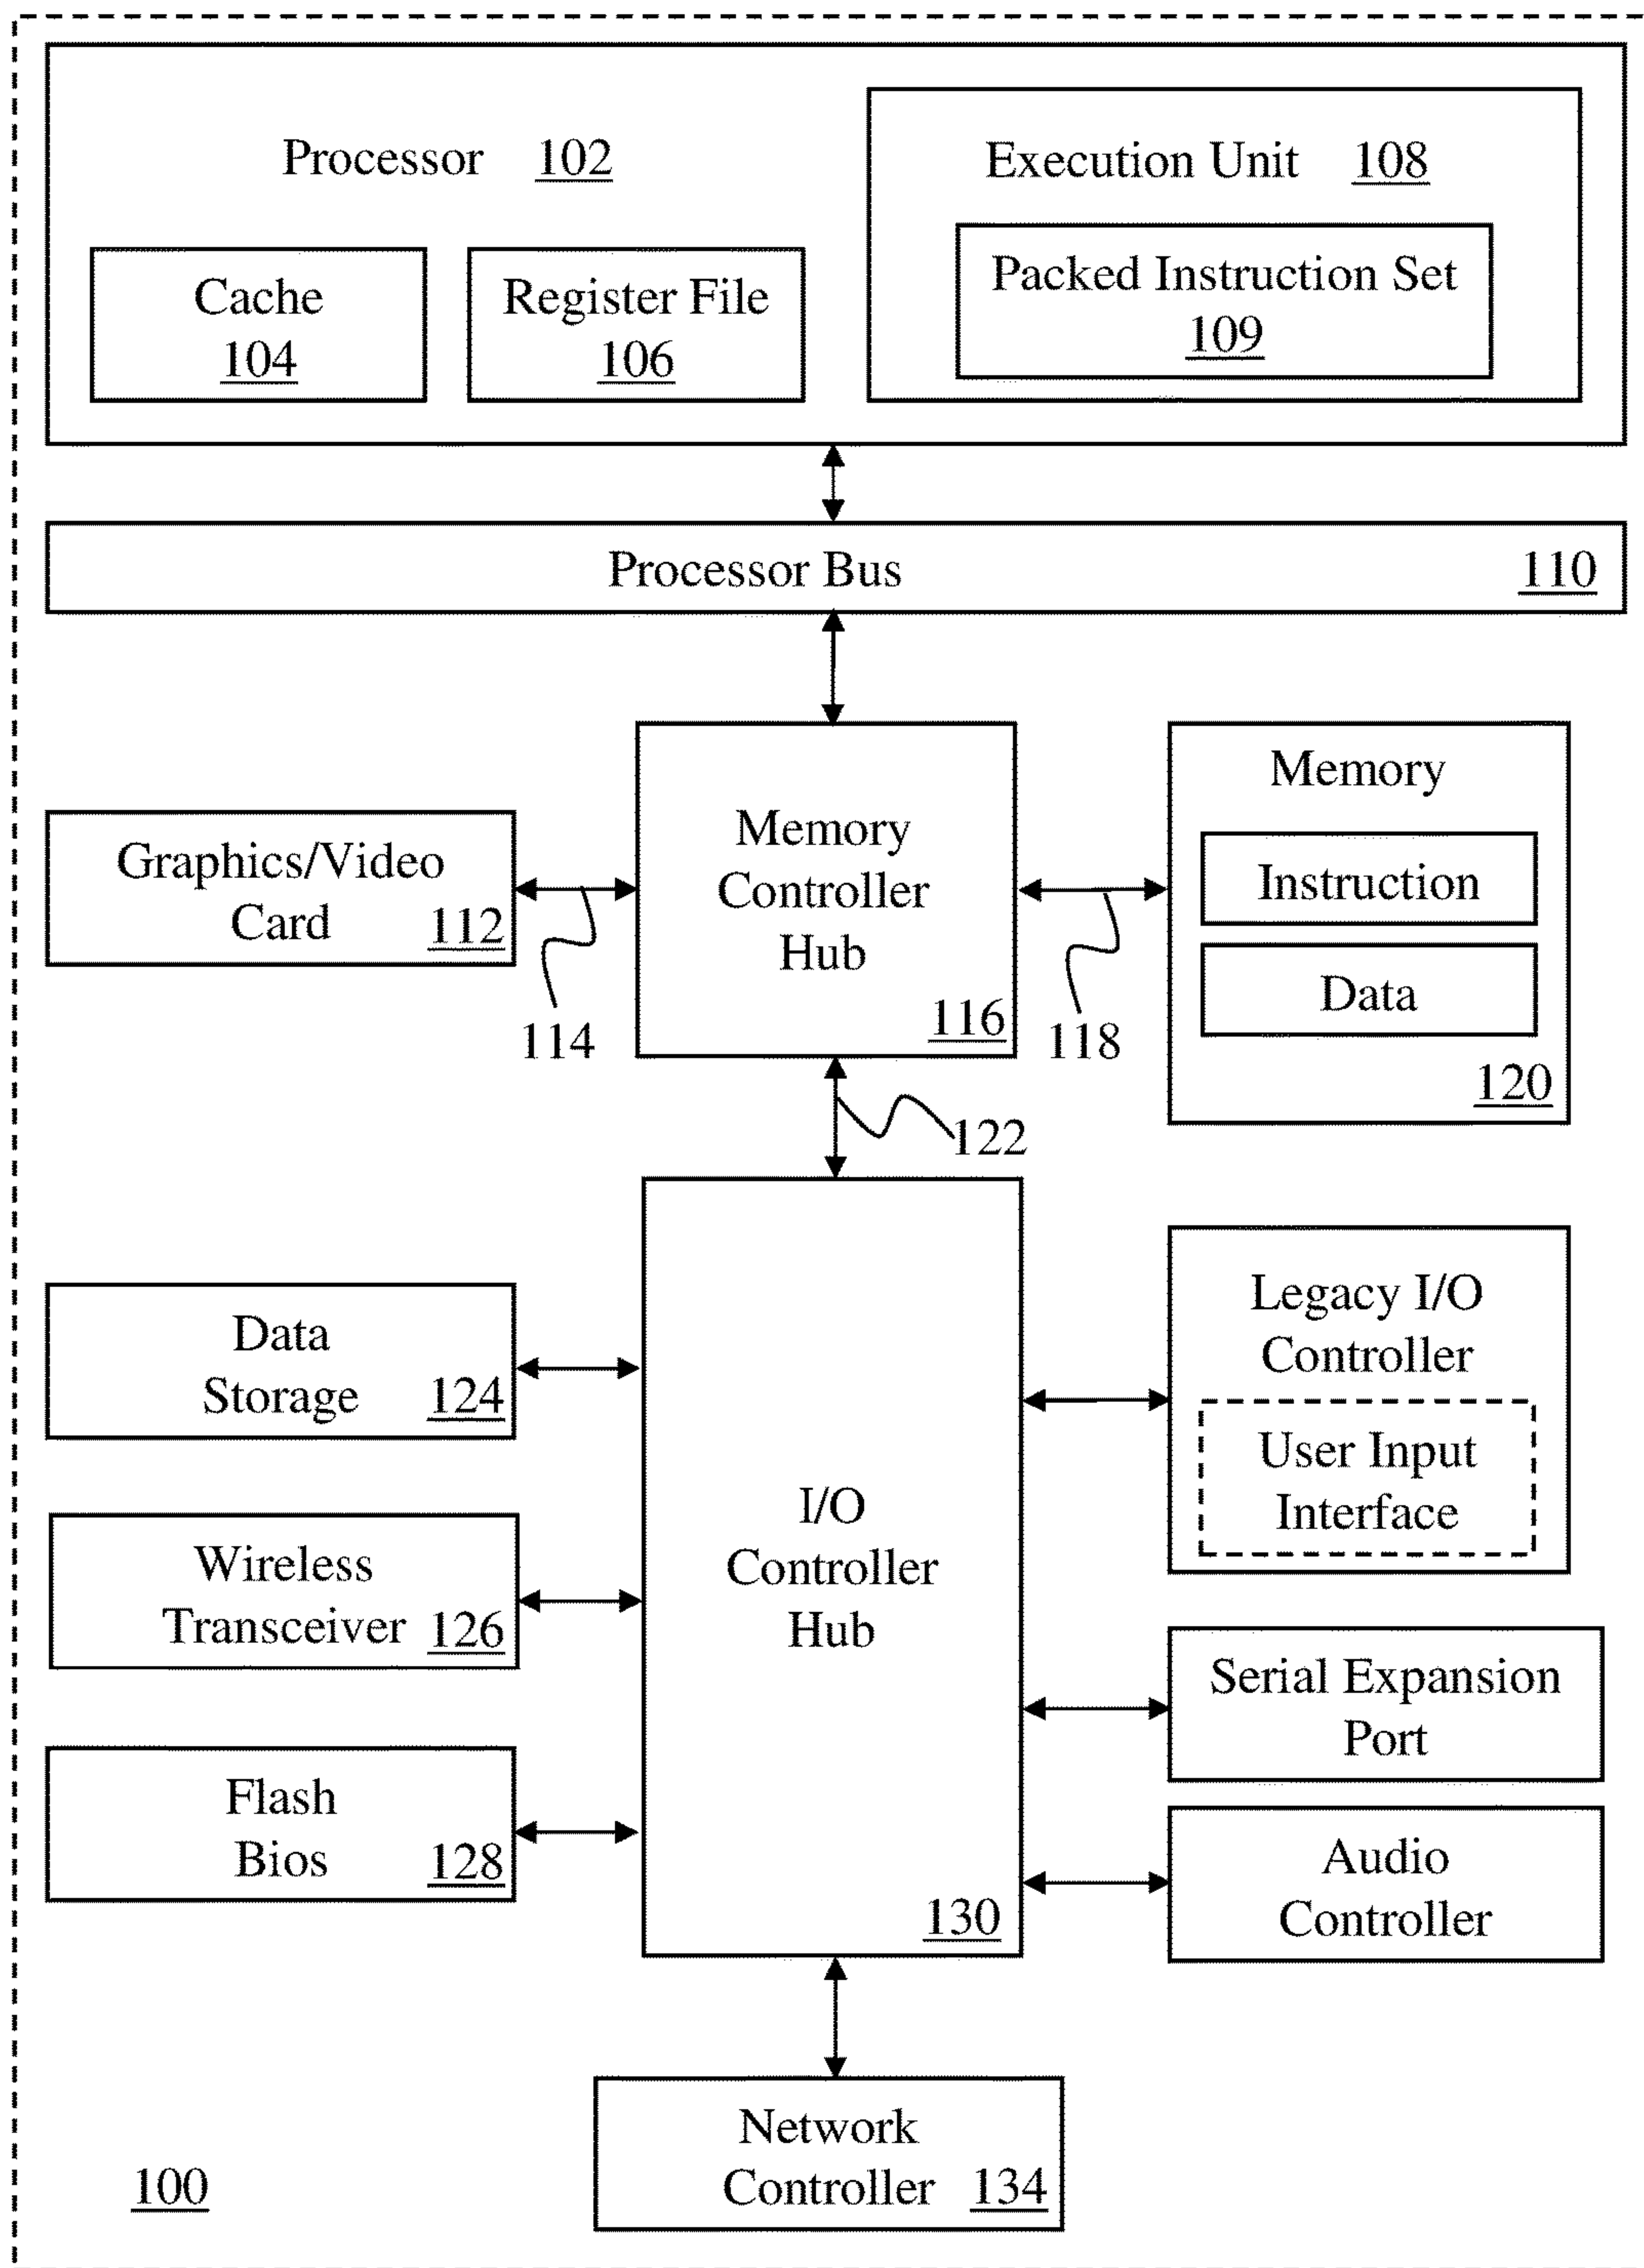 Processor 102
Execution Unit 108
Cache
104
Register File
106
Packed Instruction Set
109
Processor Bus 110
Graphics/Video
Card 112
114
Memory
Controller
Hub
116
118
Memory
Instruction
Data
120
122
Data
Storage 124
Wireless
Transceiver 126
Flash
Bios 128
I/O
Controller
Hub
130
Legacy I/O
Controller
User Input
Interface
Serial Expansion
Port
Audio
Controller
Network
Controller 134
100